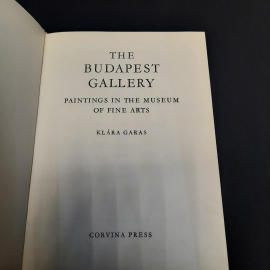 THE
BUDAPEST
GALLERY
PAINTINGS IN THE MUSEUM
OF FINE ARTS
KLÁRA GARAS
CORVINA PRESS